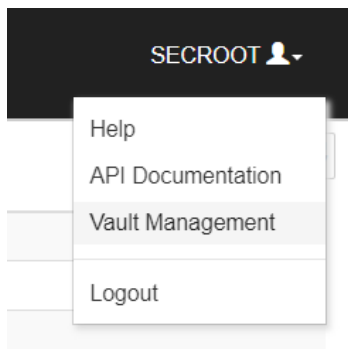 SECROOT
Help
API Documentation
Vault Management
Logout